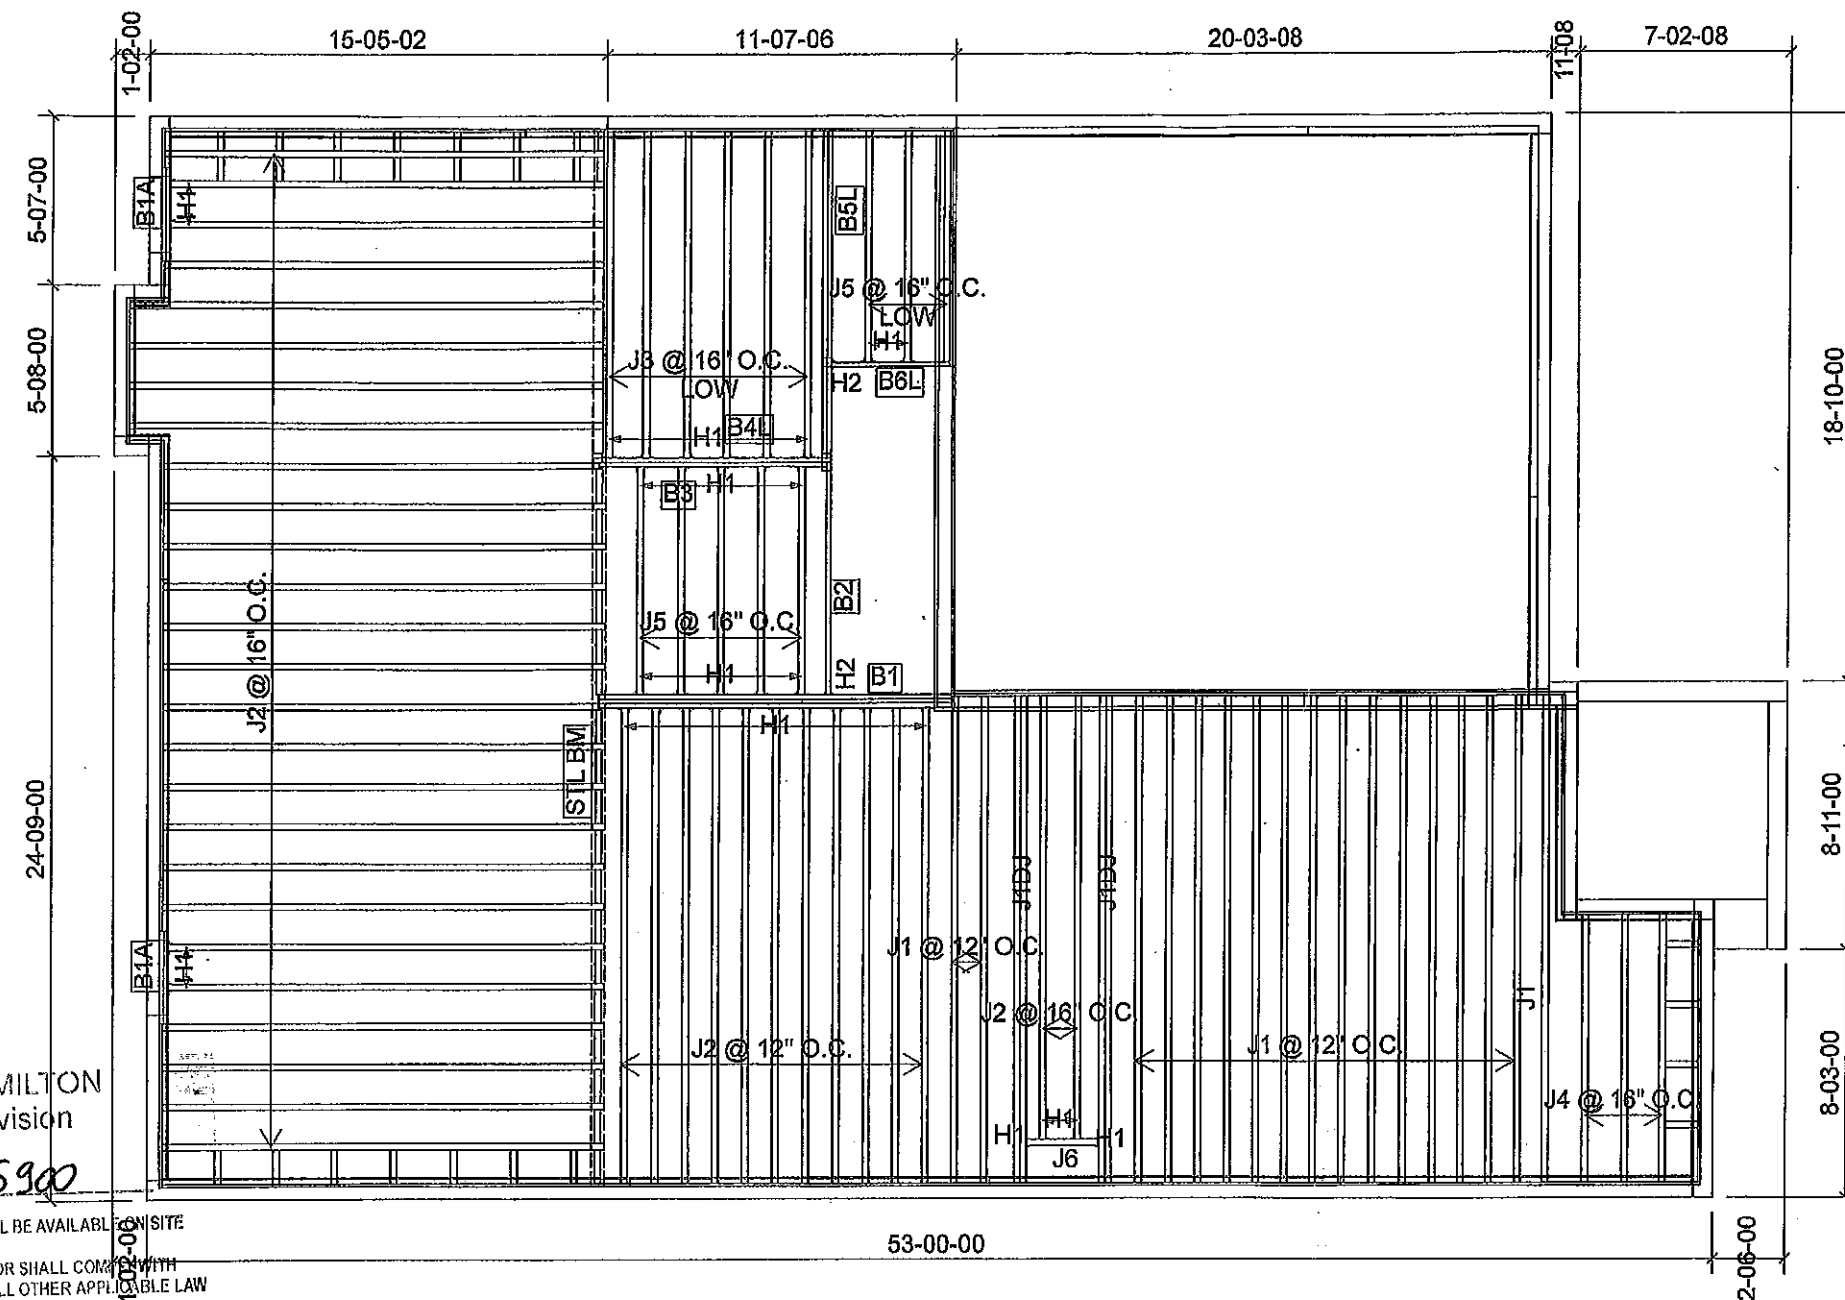 1-02-00
15-05-02
11-07-06
20-03-08
11-08
7-02-08
5-07-00
B1A
H1
B5L
J5 @ 16" O.C.
LOW
H1
5-08-00
J3 @ 16" O.C.
LOW
H2
B6L
18-10-00
H1
B4L
H1
B3
J2 @ 16" O.C.
B2
J5 @ 16" O.C.
H1
H2
B1
STL BM
H1
24-09-00
8-11-00
J1DJ
J1DJ
B1A
H1
J1 @ 12" O.C.
J1
J2 @ 16" O.C.
J2 @ 12" O.C.
J1 @ 12" O.C.
J4 @ 16" O.C.
8-03-00
MILTON
vision
H1
H1
H1
J6
5900
L BE AVAILABLE ON SITE
53-00-00
OR SHALL COMPLY WITH
LL OTHER APPLICABLE LAW
1-02-00
2-06-00